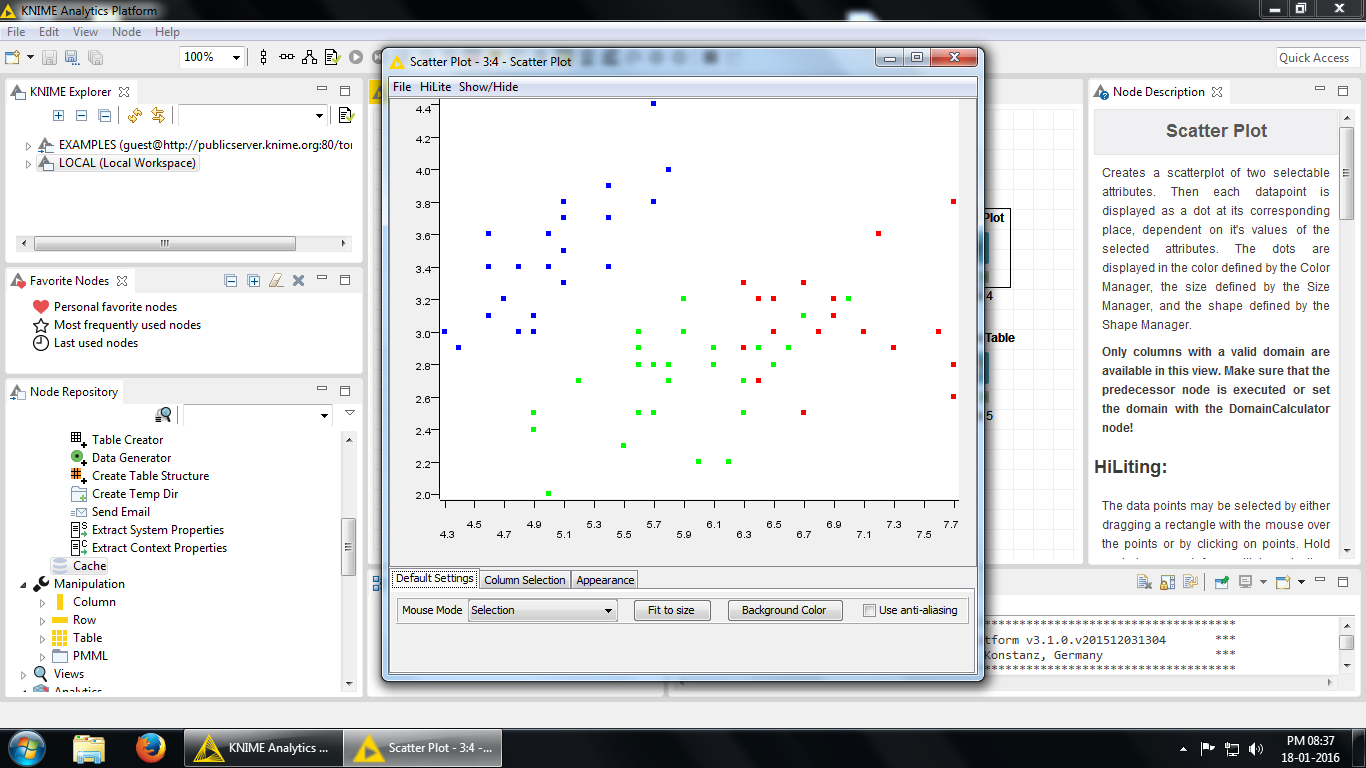 KNIME Analytics Platform
File Edit View Node Help
100%
Quick Access
KNIME Explorer
EXAMPLES (guest@http://publicserver.knime.org:80/tor
LOCAL (Local Workspace)
Favorite Nodes
Personal favorite nodes
Most frequently used nodes
Last used nodes
Node Repository
Table Creator
Data Generator
Create Table Structure
Create Temp Dir
Send Email
Extract System Properties
Extract Context Properties
Cache
Manipulation
Column
Row
Table
PMML
Views
Analytics
Scatter Plot - 3:4 - Scatter Plot
File HiLite Show/Hide
4.4
4.2
4.0
3.8
3.6
3.4
3.2
3.0
2.8
2.6
2.4
2.2
2.0
4.5 4.9 5.3 5.7 6.1 6.5 6.9 7.3 7.7
4.3 4.7 5.1 5.5 5.9 6.3 6.7 7.1 7.5
Default Settings Column Selection Appearance
Mouse Mode Selection Fit to size Background Color Use anti-aliasing
Plot
4
Table
5
Node Description
Scatter Plot
Creates a scatterplot of two selectable
attributes. Then each datapoint is
displayed as a dot at its corresponding
place, dependent on it's values of the
selected attributes. The dots are
displayed in the color defined by the Color
Manager, the size defined by the Size
Manager, and the shape defined by the
Shape Manager.
Only columns with a valid domain are
available in this view. Make sure that the
predecessor node is executed or set
the domain with the DomainCalculator
node!
HiLiting:
The data points may be selected by either
dragging a rectangle with the mouse over
the points or by clicking on points. Hold
tform v3.1.0.v201512031304 ***
Konstanz, Germany ***
KNIME Analytics ...
Scatter Plot - 3:4 -...
PM 08:37
18-01-2016